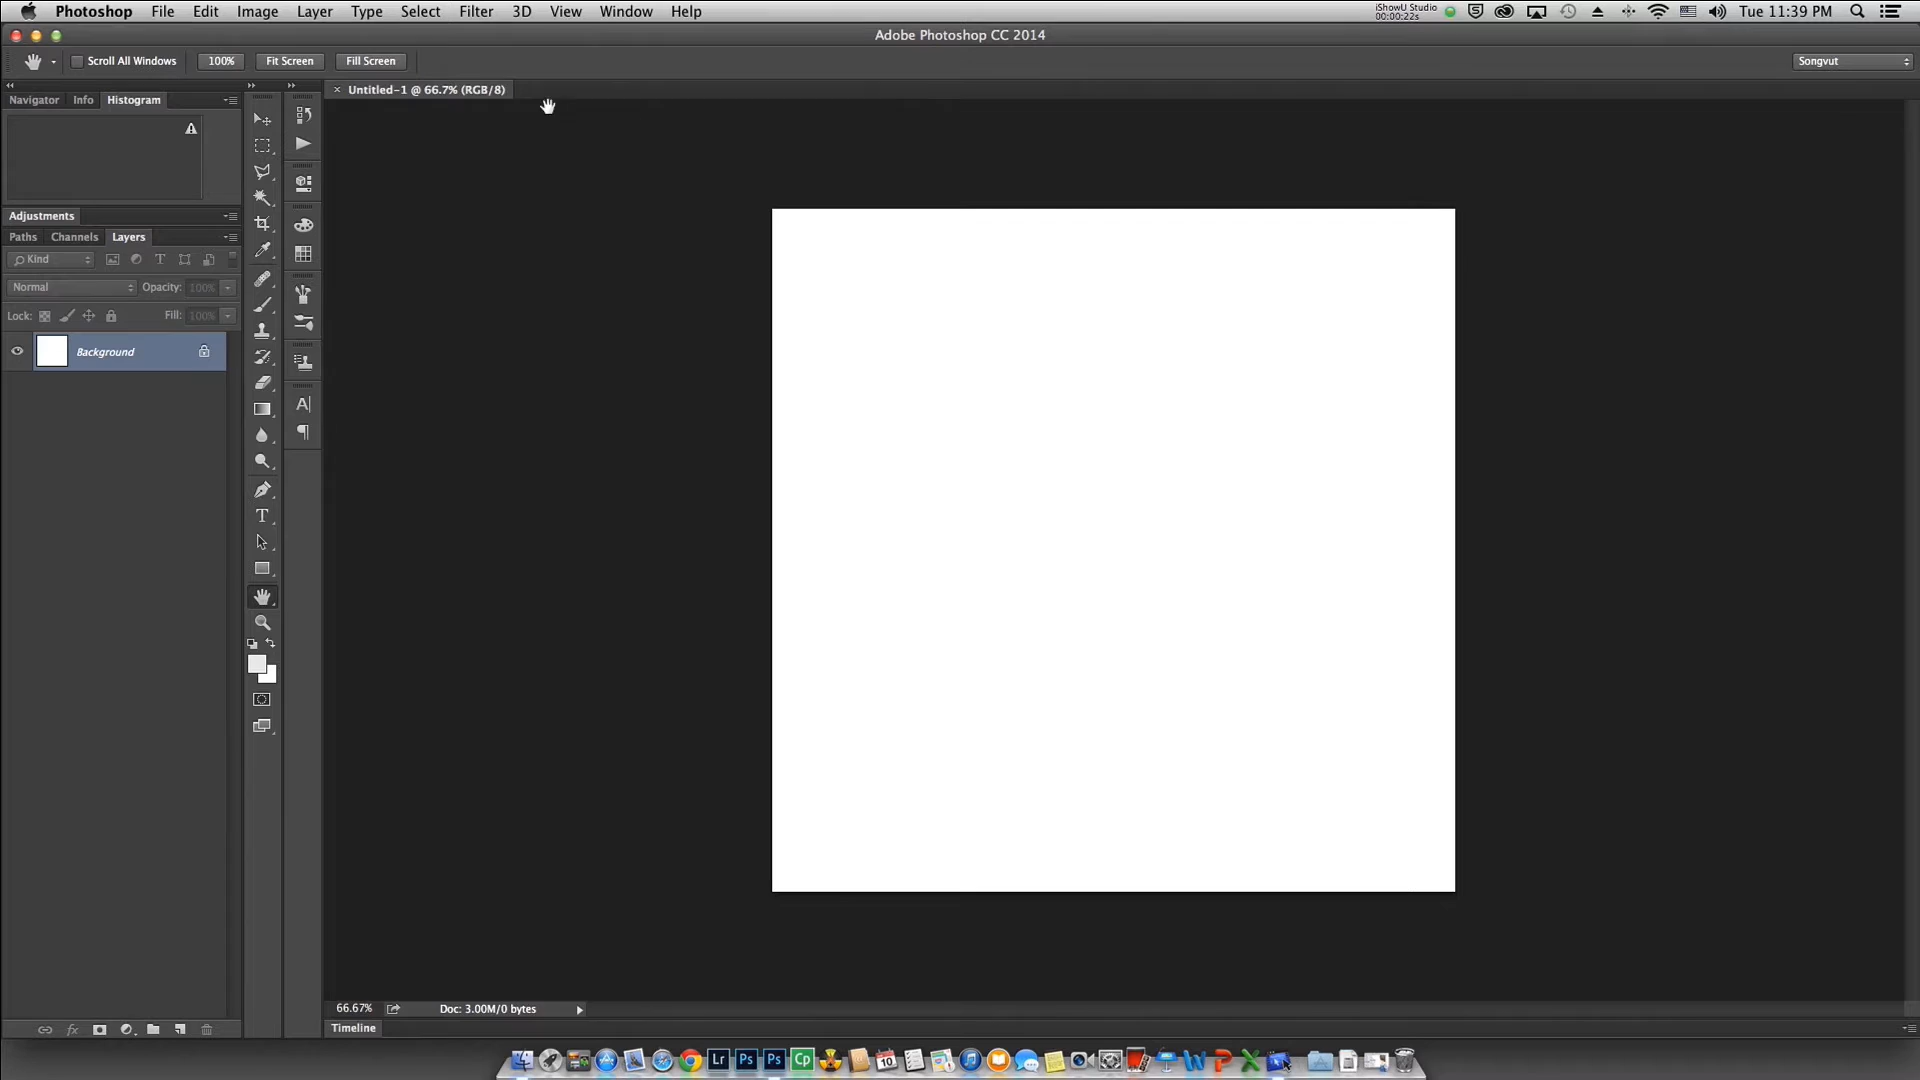 Photoshop File Edit Image Layer Type Select Filter 3D View Window Help iShowU Studio 00:00:22s Tue 11:39 PM
Adobe Photoshop CC 2014
Scroll All Windows 100% Fit Screen Fill Screen Songvut
Untitled-1 @ 66.7% (RGB/8)
Navigator Info Histogram
Adjustments
Paths Channels Layers
Kind T
Normal Opacity: 100%
Lock: Fill: 100%
Background
A
T
fx
66.67% Doc: 3.00M/0 bytes
Timeline
Lr Ps Ps Cp 10 W P X